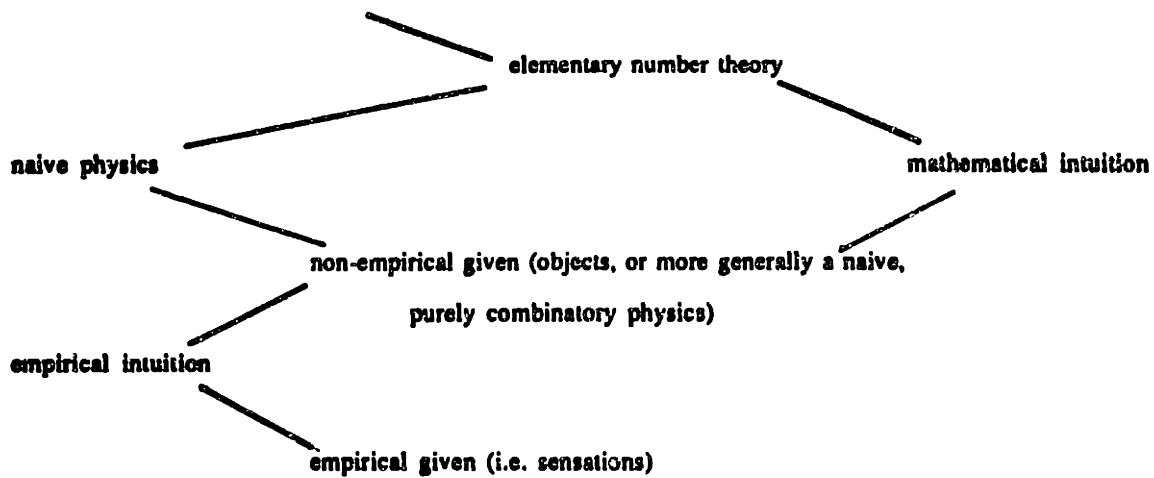 elementary number theory
naive physics
mathematical intuition
non-empirical given (objects, or more generally a naive,
purely combinatory physics)
empirical intuition
empirical given (i.e. sensations)